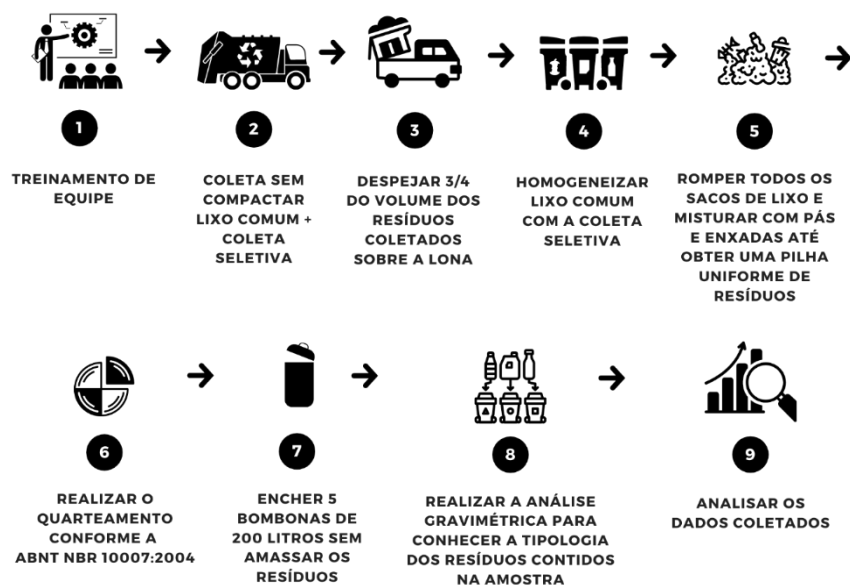 1
TREINAMENTO DE
EQUIPE
2
COLETA SEM
COMPACTAR
LIXO COMUM +
COLETA
SELETIVA
3
DESPEJAR 3/4
DO VOLUME DOS
RESÍDUOS
COLETADOS
SOBRE A LONA
4
HOMOGENEIZAR
LIXO COMUM
COM A COLETA
SELETIVA
5
ROMPER TODOS OS
SACOS DE LIXO E
MISTURAR COM PÁS
E ENXADAS ATÉ
OBTER UMA PILHA
UNIFORME DE
RESÍDUOS
6
REALIZAR O
QUARTEAMENTO
CONFORME A
ABNT NBR 10007:2004
7
ENCHER 5
BOMBONAS DE
200 LITROS SEM
AMASSAR OS
RESÍDUOS
8
REALIZAR A ANÁLISE
GRAVIMÉTRICA PARA
CONHECER A TIPOLOGIA
DOS RESÍDUOS CONTIDOS
NA AMOSTRA
9
ANALISAR OS
DADOS COLETADOS